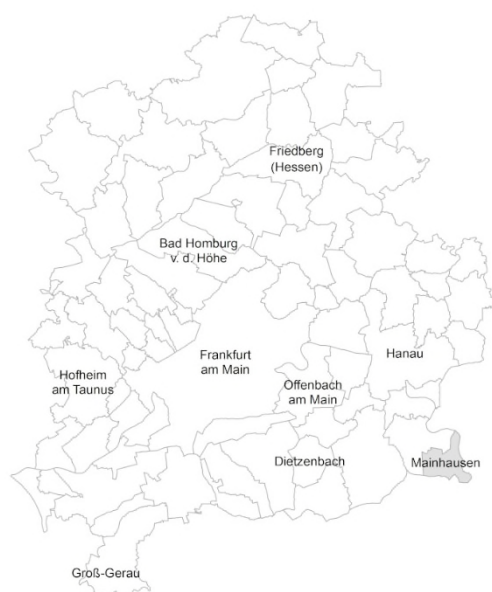 Friedberg
(Hessen)
Bad Homburg
v. d. Höhe
Frankfurt
am Main
Hanau
Hofheim
am Taunus
Offenbach
am Main
Dietzenbach
Mainhausen
Groß-Gerau